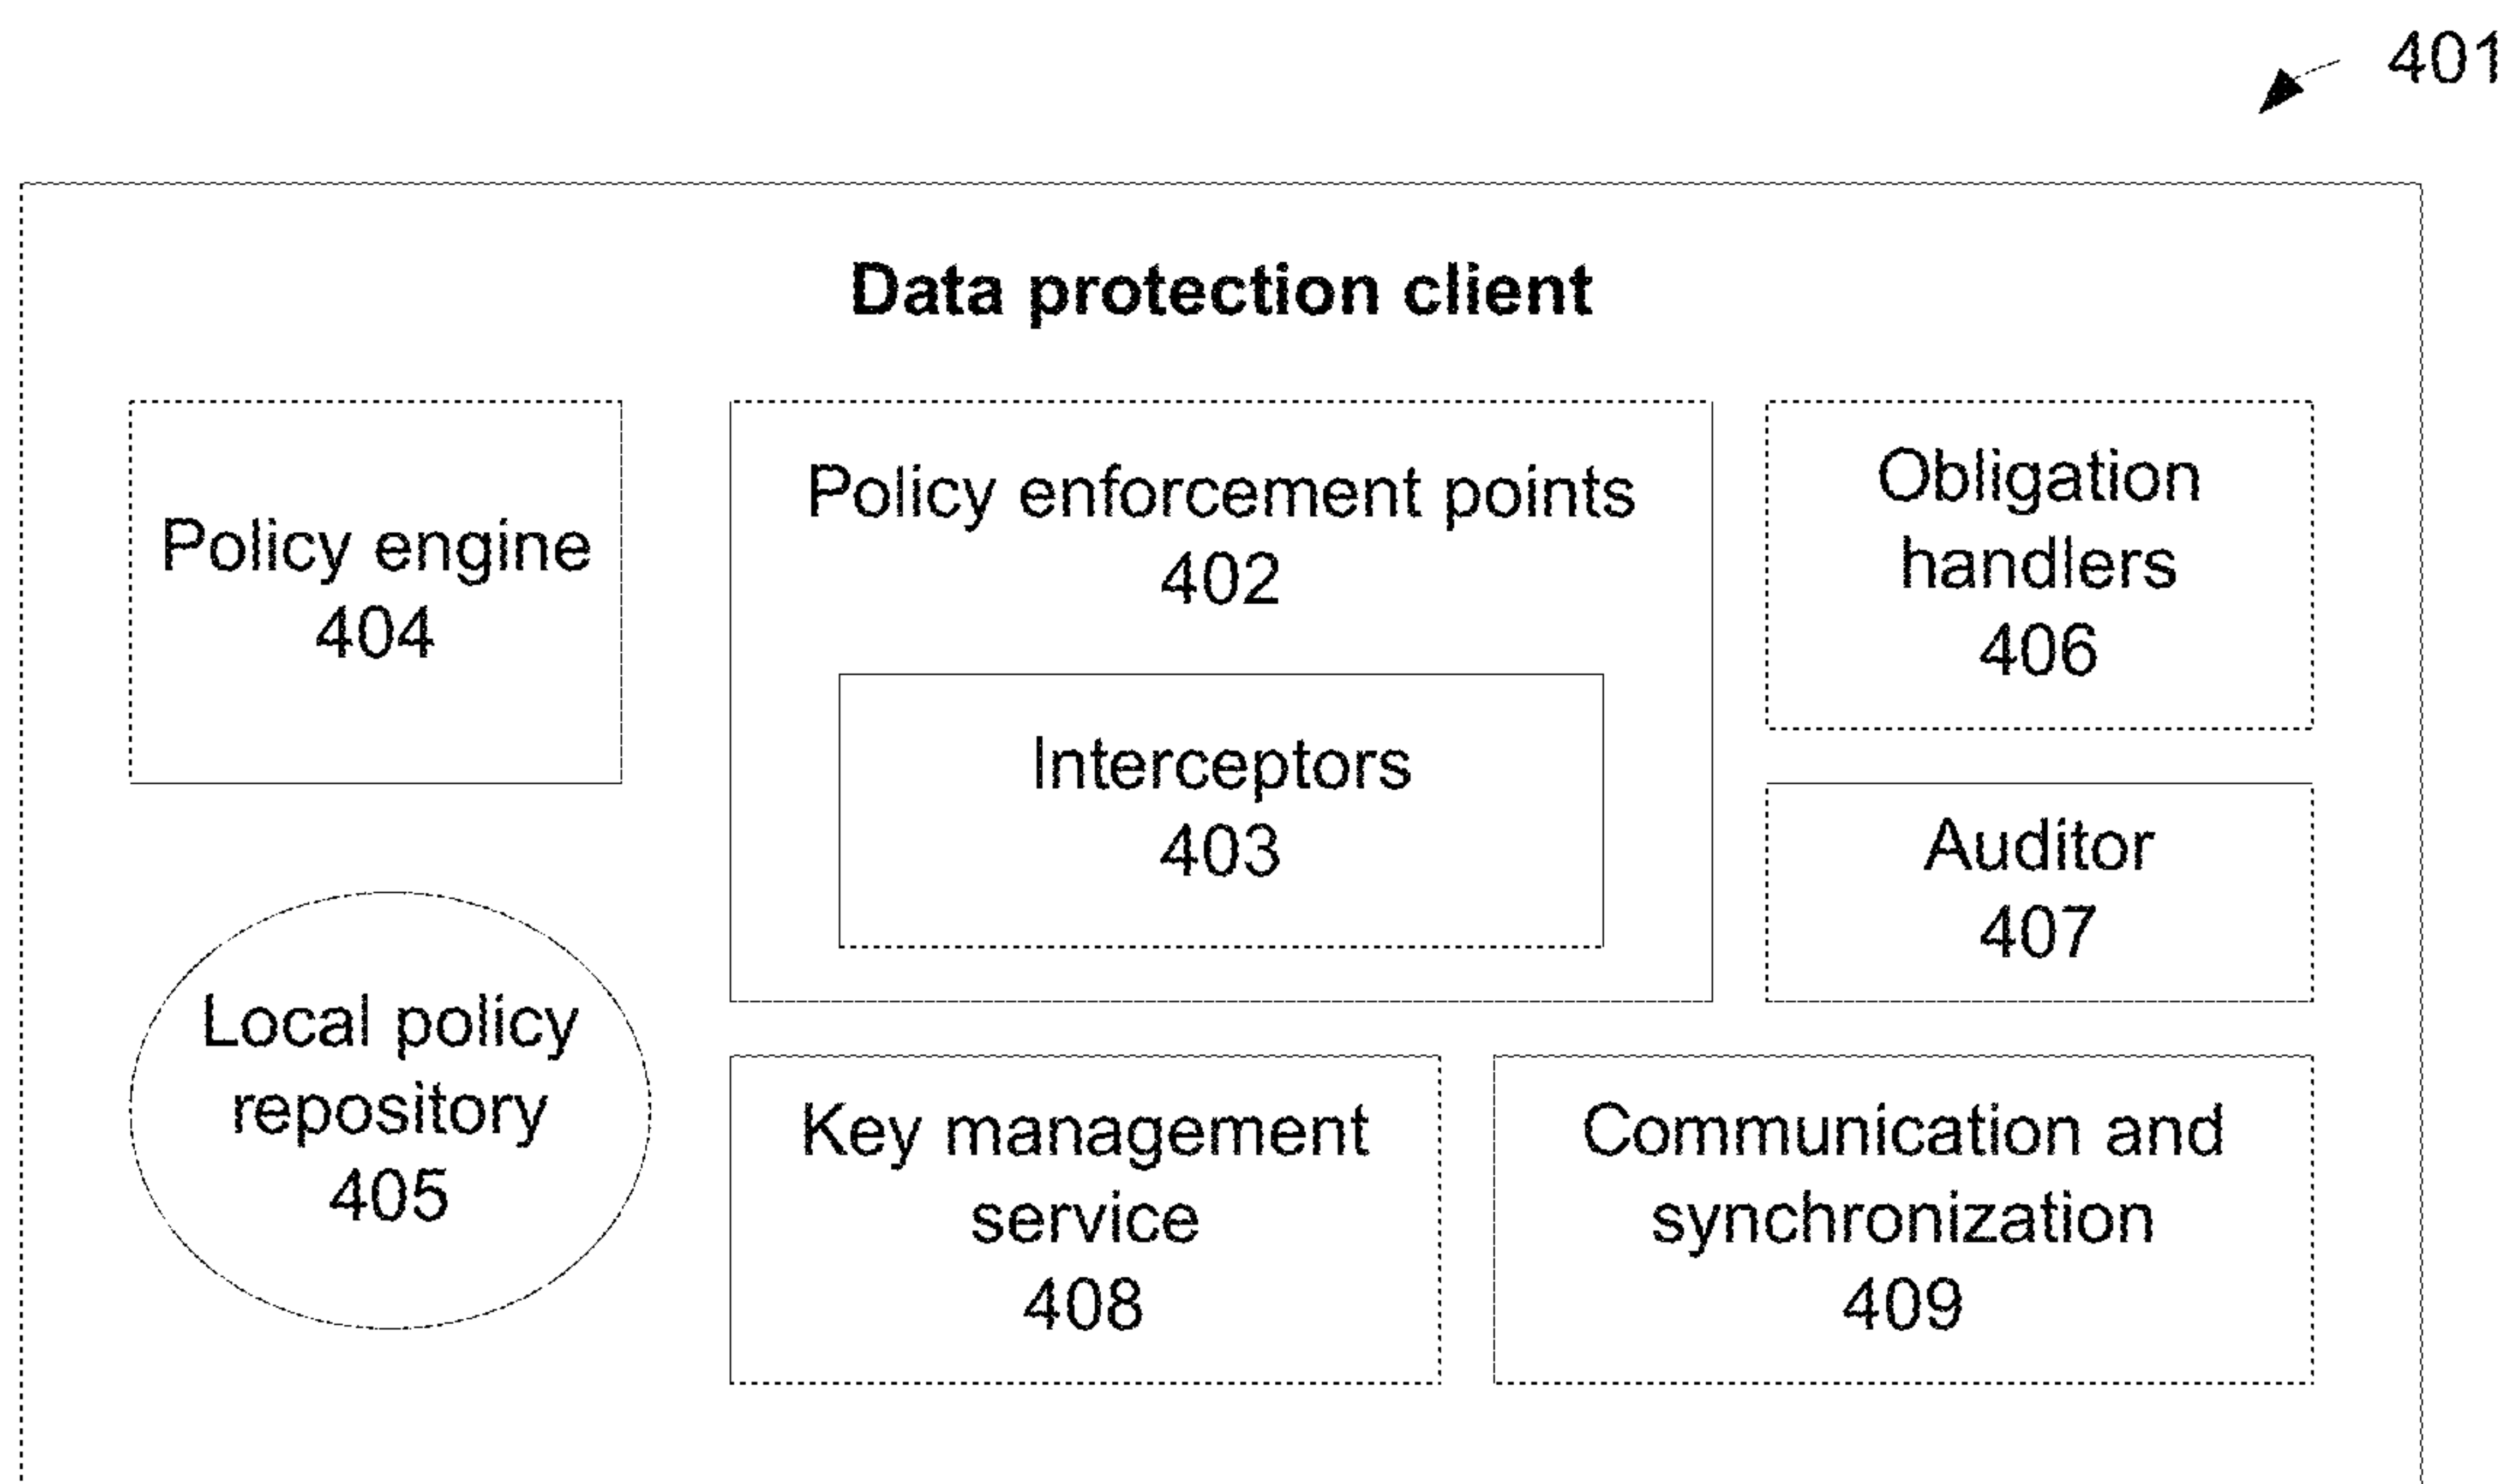 401
Data protection client
Policy engine
404
Policy enforcement points
402
Interceptors
403
Obligation
handlers
406
Auditor
407
Local policy
repository
405
Key management
service
408
Communication and
synchronization
409